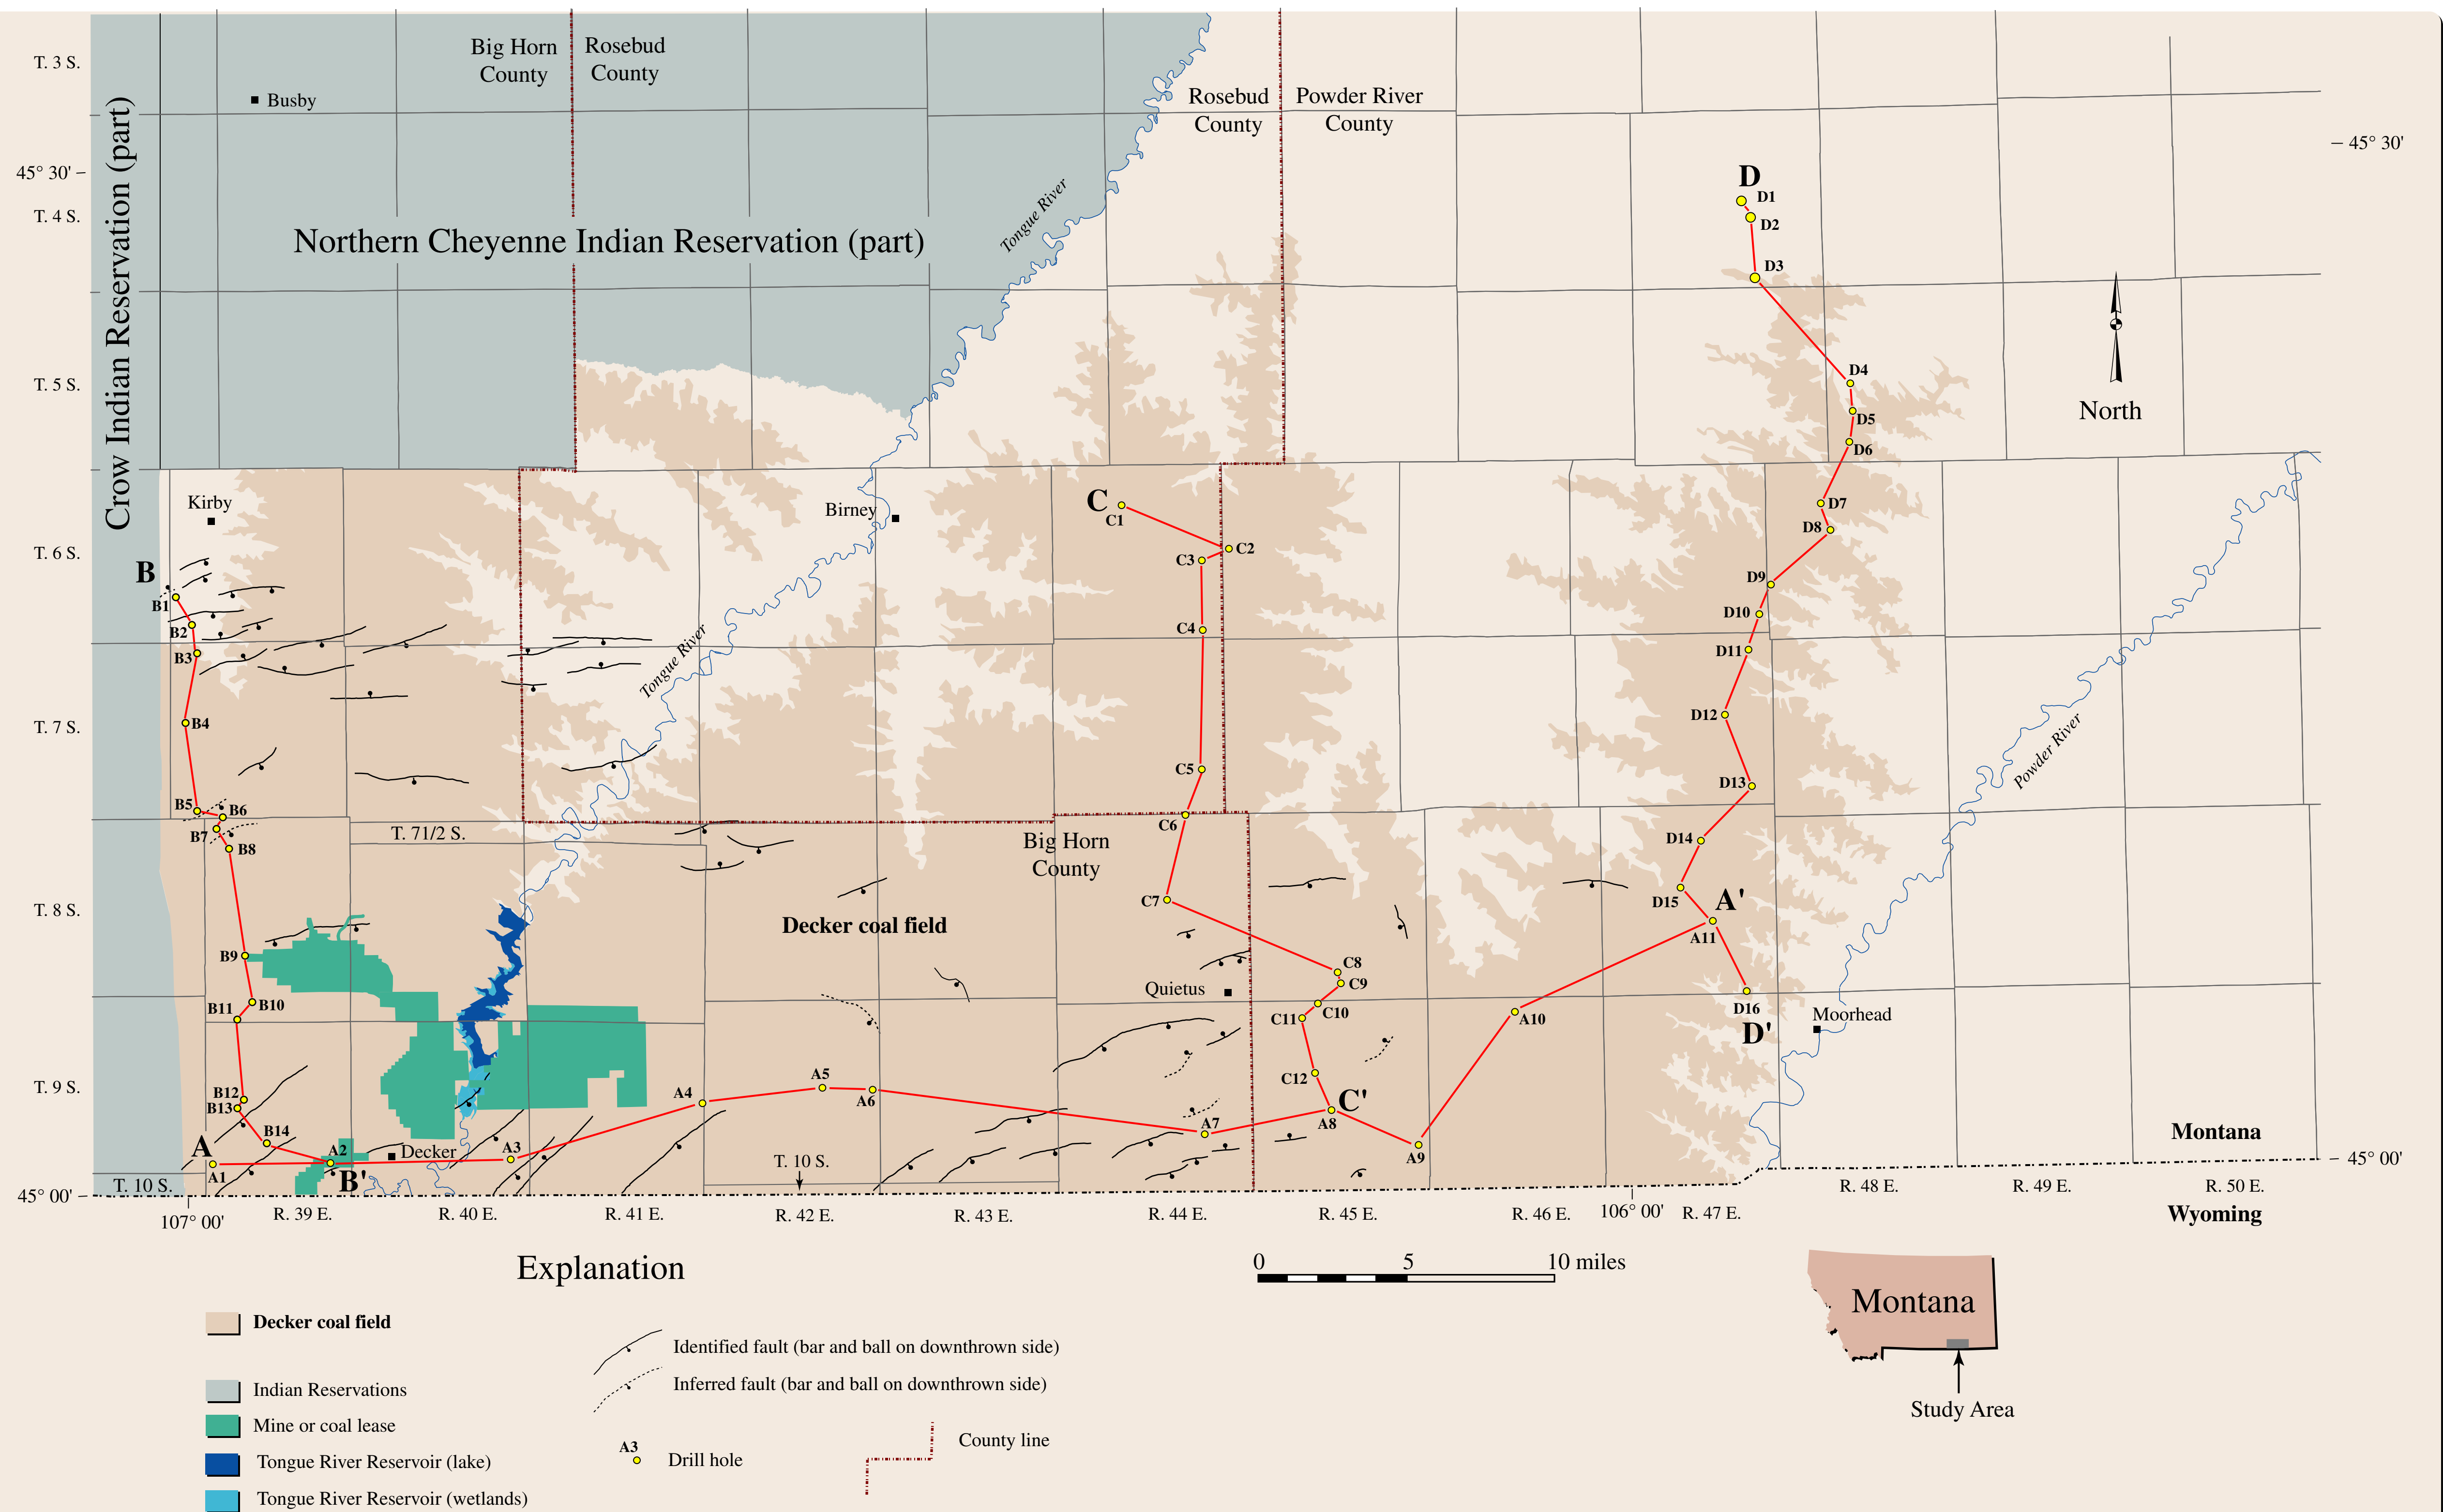 T. 3 S.
Big Horn
County
Rosebud
County
Busby
Rosebud
County
Powder River
County
45° 30'
45° 30'
Crow Indian Reservation (part)
T. 4 S.
Northern Cheyenne Indian Reservation (part)
Tongue River
D
D1
D2
D3
T. 5 S.
D4
D5
D6
North
Kirby
Birney
C
C1
C2
C3
C4
C5
D7
D8
D9
D10
D11
D12
D13
T. 6 S.
B
B1
B2
B3
B4
Tongue River
T. 7 S.
Powder River
B5
B6
B7
B8
T. 71/2 S.
C6
Big Horn
County
D14
D15
A'
A11
T. 8 S.
C7
Decker coal field
B9
B10
B11
C8
C9
C10
C11
Quietus
A10
D16
D'
Moorhead
T. 9 S.
B12
B13
B14
A4
A5
A6
C12
C'
A7
A8
A9
A
A1
A2
B'
Decker
A3
T. 10 S.
T. 10 S.
Montana
45° 00'
45° 00'
107° 00'
R. 39 E.
R. 40 E.
R. 41 E.
R. 42 E.
R. 43 E.
R. 44 E.
R. 45 E.
R. 46 E.
106° 00'
R. 47 E.
R. 48 E.
R. 49 E.
R. 50 E.
Wyoming
Explanation
0
5
10 miles
Decker coal field
Indian Reservations
Mine or coal lease
Tongue River Reservoir (lake)
Tongue River Reservoir (wetlands)
Identified fault (bar and ball on downthrown side)
Inferred fault (bar and ball on downthrown side)
A3
Drill hole
County line
Montana
Study Area